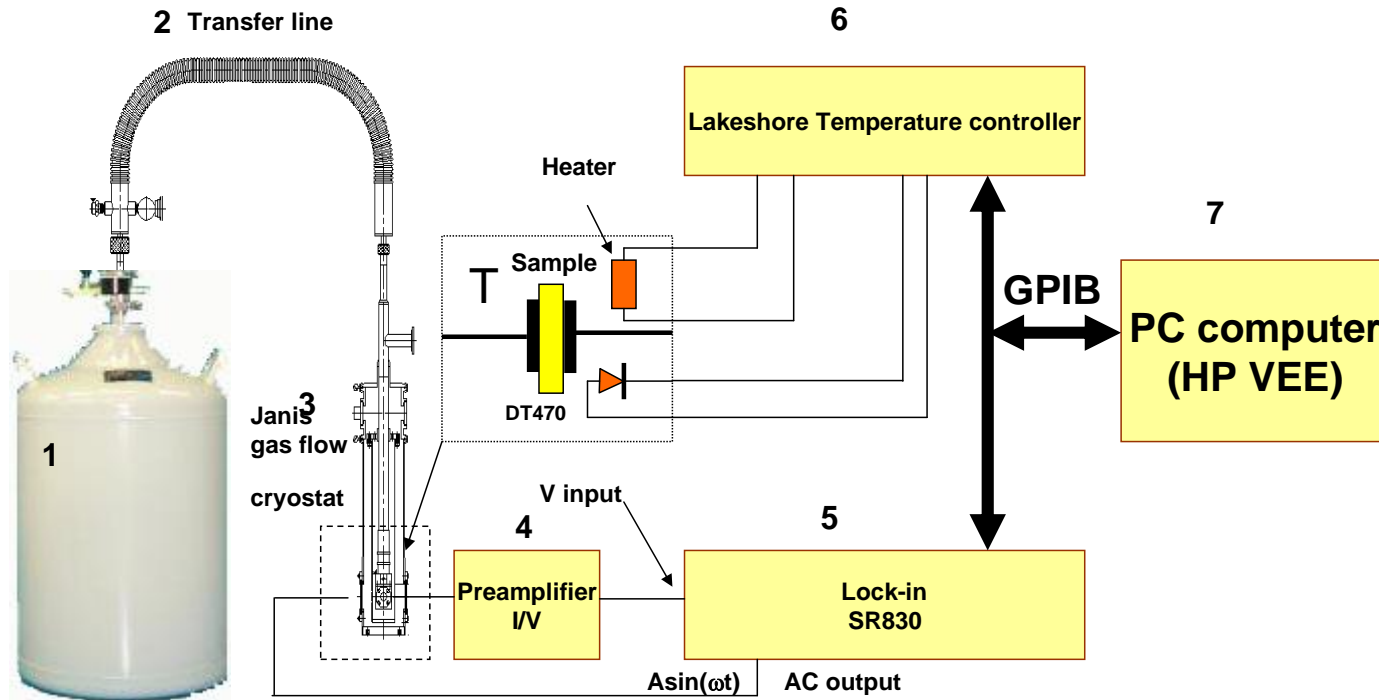 2 Transfer line
6
Lakeshore Temperature controller
Heater
7
Sample
T
GPIB
PC computer
(HP VEE)
DT470
3
Janis
gas flow
cryostat
1
V input
4
5
Preamplifier
I/V
Lock-in
SR830
Asin(ωt) AC output